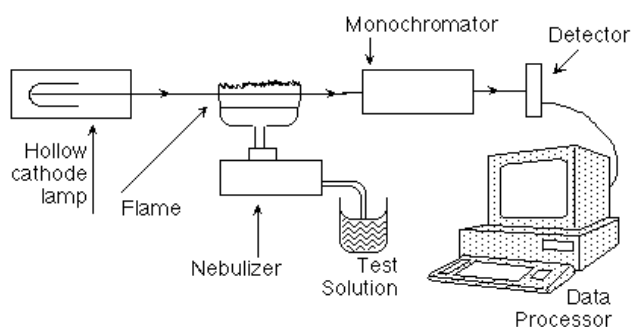 Monochromator
Detector
Hollow
cathode
lamp
Flame
Nebulizer
Test
Solution
Data
Processor